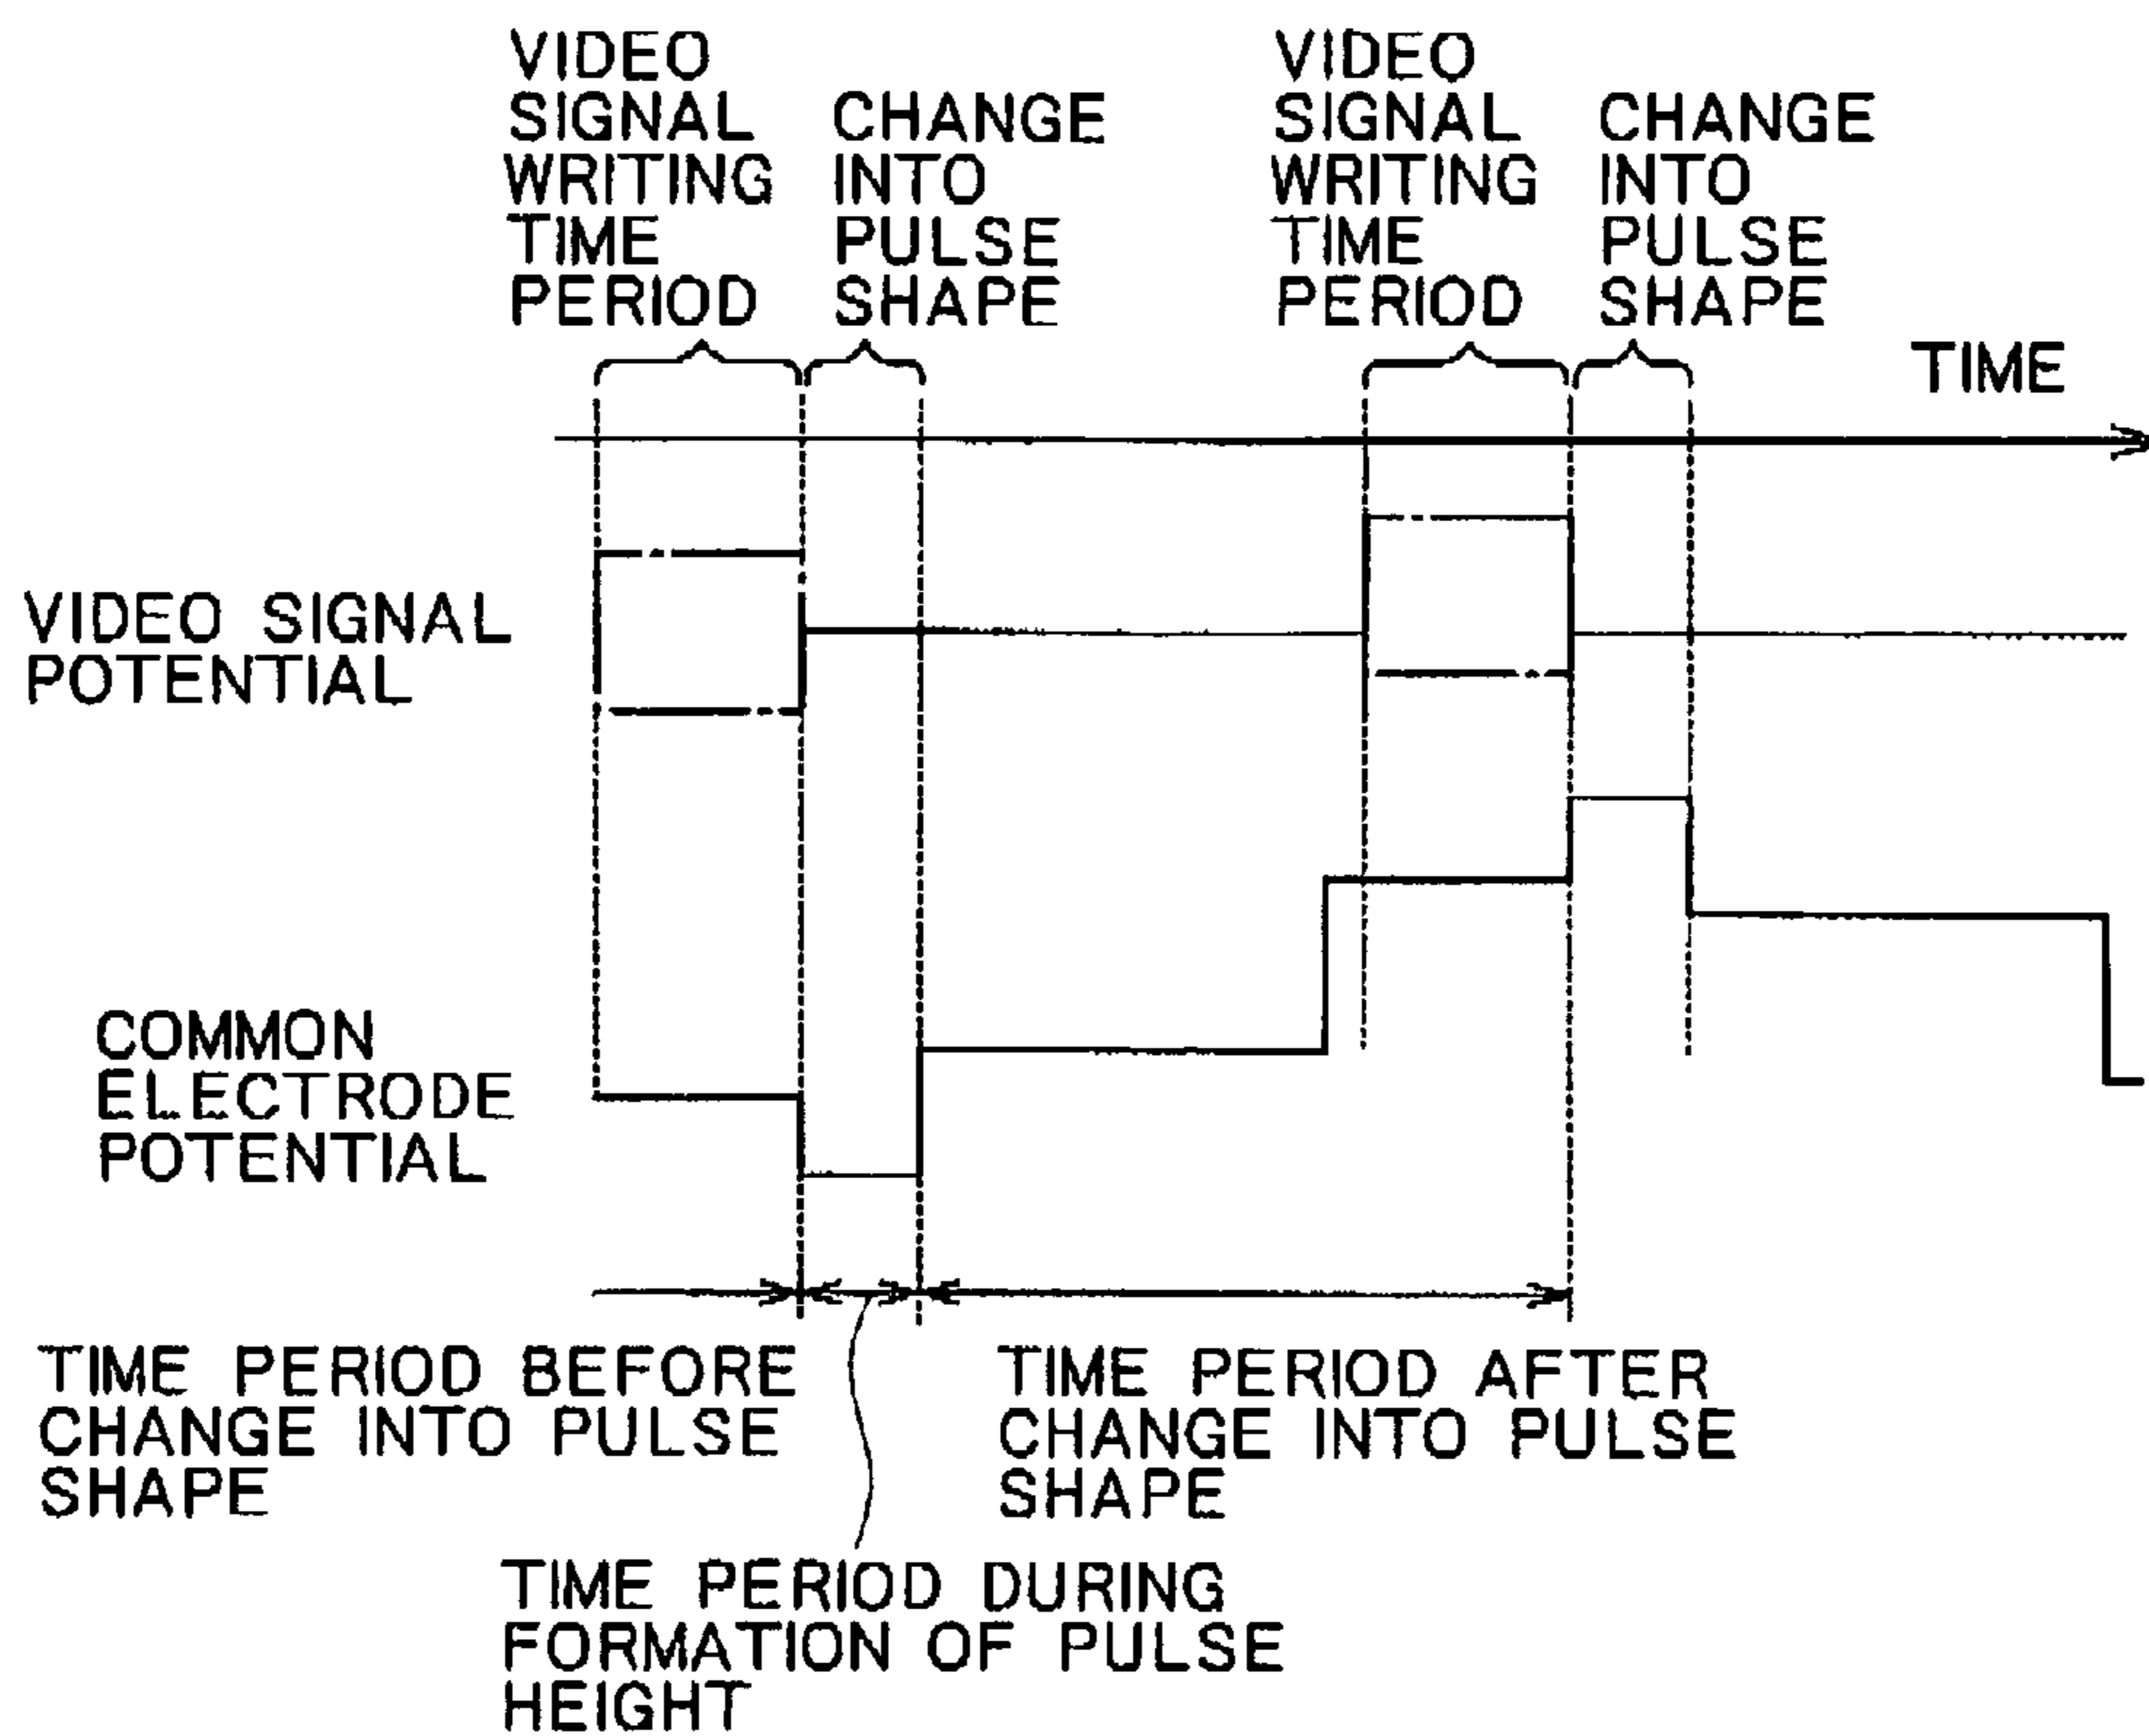 VIDEO
SIGNAL
WRITING
TIME
PERIOD
CHANGE
INTO
PULSE
SHAPE
VIDEO
SIGNAL
WRITING
TIME
PERIOD
CHANGE
INTO
PULSE
SHAPE
TIME
VIDEO SIGNAL
POTENTIAL
COMMON
ELECTRODE
POTENTIAL
TIME PERIOD BEFORE
CHANGE INTO PULSE
SHAPE
TIME PERIOD AFTER
CHANGE INTO PULSE
SHAPE
TIME PERIOD DURING
FORMATION OF PULSE
HEIGHT